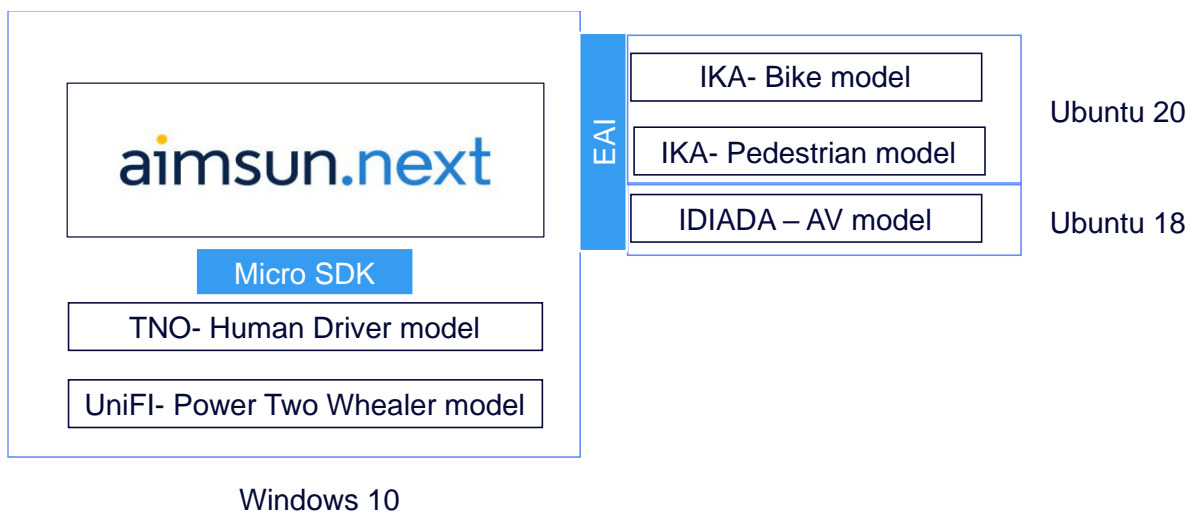 aimsun.next
Micro SDK
TNO- Human Driver model
UniFI- Power Two Whealer model
Windows 10
EAI
IKA- Bike model
IKA- Pedestrian model
Ubuntu 20
IDIADA – AV model
Ubuntu 18